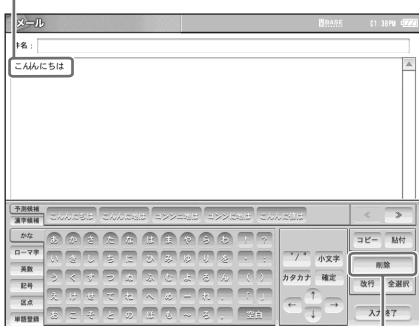 メール
BASE
件名：
こんんにちは
予測候補
漢字候補
こんんにちは
≪ ≫
かな
ローマ字
英数
記号
区点
単語登録
あ か さ た な は ま や ら わ ！ ？
い き し ち に ひ み ゆ り を ・ ：
う く す つ ぬ ふ む よ る ん （ ）
え け せ て ね へ め ー れ 、 「 」
お こ そ と の ほ も ～ ろ 。 空白
゛/゜ 小文字
カタカナ 確定
← ↑ ↓ →
コピー 貼付
削除
改行 全選択
入力終了